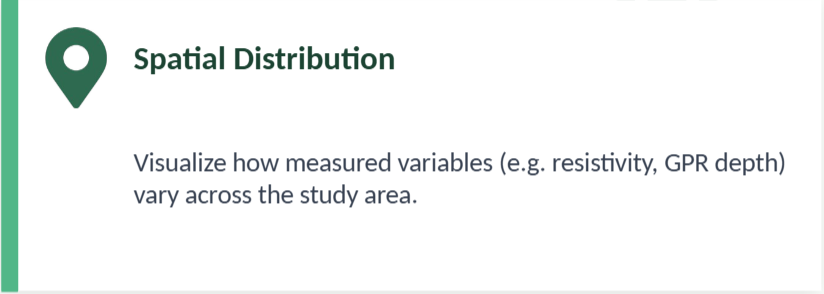 Spatial Distribution
Visualize how measured variables (e.g. resistivity, GPR depth)
vary across the study area.